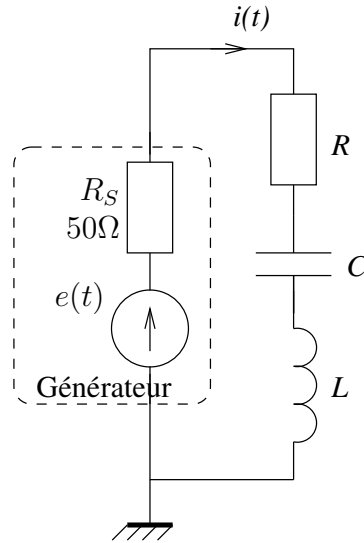 i(t)
R
R_S
50Ω
C
e(t)
Générateur
L